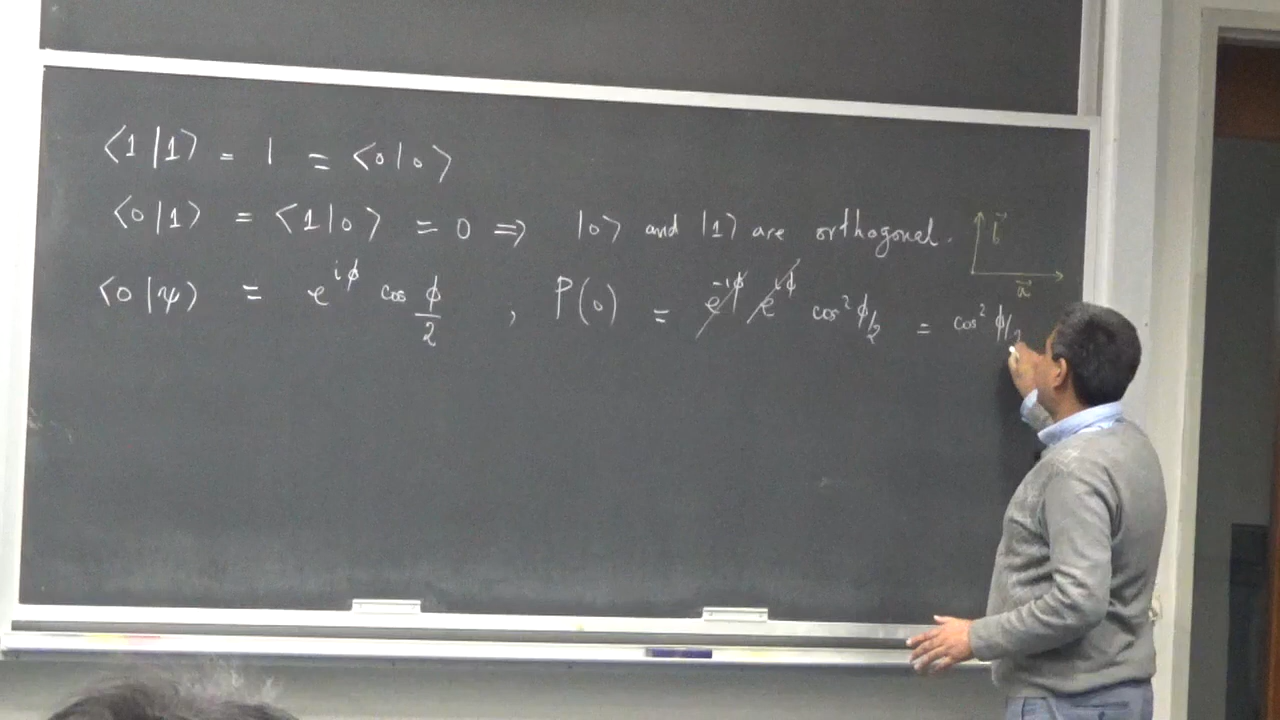 ⟨1|1⟩ = 1 = ⟨0|0⟩
⟨0|1⟩ = ⟨1|0⟩ = 0 ⇒ |0⟩ and |1⟩ are orthogonal.
b⃗
a⃗
⟨0|ψ⟩ = e^{iϕ} cos ϕ/2 , P(0) = e^{-iϕ} e^{iϕ} cos² ϕ/2 = cos² ϕ/2